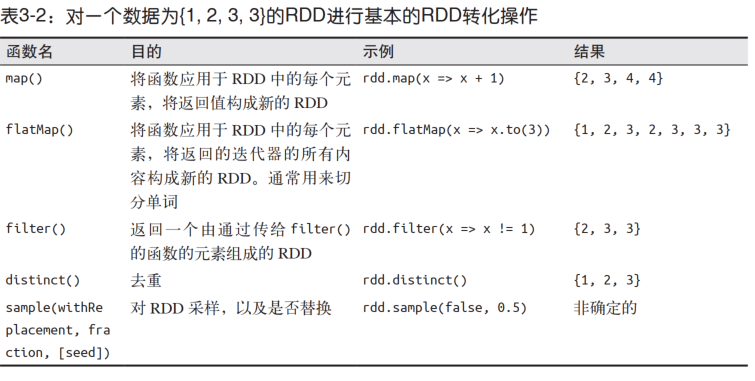 表3-2：对一个数据为{1, 2, 3, 3}的RDD进行基本的RDD转化操作
函数名 目的 示例 结果
map() 将函数应用于 RDD 中的每个元 rdd.map(x => x + 1) {2, 3, 4, 4}
素，将返回值构成新的 RDD
flatMap() 将函数应用于 RDD 中的每个元 rdd.flatMap(x => x.to(3)) {1, 2, 3, 2, 3, 3, 3}
素，将返回的迭代器的所有内
容构成新的 RDD。通常用来切
分单词
filter() 返回一个由通过传给 filter() rdd.filter(x => x != 1) {2, 3, 3}
的函数的元素组成的 RDD
distinct() 去重 rdd.distinct() {1, 2, 3}
sample(withRe 对 RDD 采样，以及是否替换 rdd.sample(false, 0.5) 非确定的
placement, fra
ction, [seed])